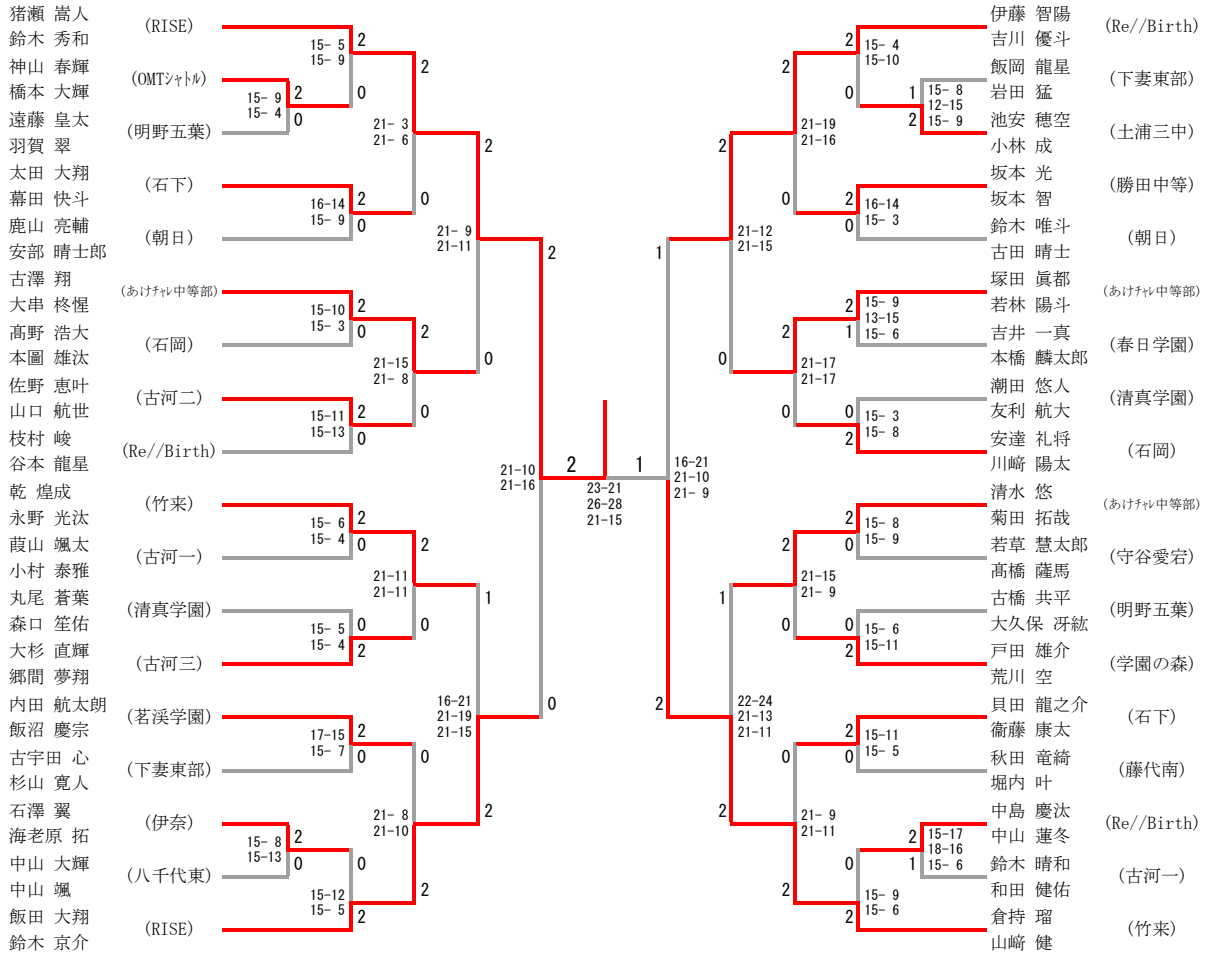 猪瀬 嵩人
鈴木 秀和
(RISE)
神山 春輝
橋本 大輝
(OMTｼｬﾄﾙ)
遠藤 皇太
羽賀 翠
(明野五葉)
太田 大翔
幕田 快斗
(石下)
鹿山 亮輔
安部 晴士郎
(朝日)
古澤 翔
大串 柊惺
(あけﾁｬﾚ中等部)
髙野 浩大
本圖 雄汰
(石岡)
佐野 恵叶
山口 航世
(古河二)
枝村 峻
谷本 龍星
(Re//Birth)
乾 煌成
永野 光汰
(竹来)
葭山 颯太
小村 泰雅
(古河一)
丸尾 蒼葉
森口 笙佑
(清真学園)
大杉 直輝
郷間 夢翔
(古河三)
内田 航太朗
飯沼 慶宗
(茗渓学園)
古宇田 心
杉山 寛人
(下妻東部)
石澤 翼
海老原 拓
(伊奈)
中山 大輝
中山 颯
(八千代東)
飯田 大翔
鈴木 京介
(RISE)
15- 9
15- 4
2
0
15- 8
15-13
2
0
15- 5
15- 9
2
0
16-14
15- 9
2
0
15-10
15- 3
2
0
15-11
15-13
2
0
15- 6
15- 4
2
0
15- 5
15- 4
0
2
17-15
15- 7
2
0
15-12
15- 5
0
2
21- 3
21- 6
2
0
21-15
21- 8
2
0
21-11
21-11
2
0
21- 8
21-10
0
2
21- 9
21-11
2
0
16-21
21-19
21-15
1
2
21-10
21-16
2
0
2
1
23-21
26-28
21-15
16-21
21-10
21- 9
1
2
21-12
21-15
2
0
22-24
21-13
21-11
1
2
21-19
21-16
2
0
21-17
21-17
2
0
21-15
21- 9
2
0
21- 9
21-11
0
2
15- 4
15-10
2
0
16-14
15- 3
2
0
15- 9
13-15
15- 6
2
1
15- 3
15- 8
0
2
15- 8
15- 9
2
0
15- 6
15-11
0
2
15-11
15- 5
2
0
15- 9
15- 6
0
2
15- 8
12-15
15- 9
1
2
15-17
18-16
15- 6
2
1
伊藤 智陽
吉川 優斗
(Re//Birth)
飯岡 龍星
岩田 猛
(下妻東部)
池安 穂空
小林 成
(土浦三中)
坂本 光
坂本 智
(勝田中等)
鈴木 唯斗
古田 晴士
(朝日)
塚田 眞都
若林 陽斗
(あけﾁｬﾚ中等部)
吉井 一真
本橋 麟太郎
(春日学園)
潮田 悠人
友利 航大
(清真学園)
安達 礼将
川﨑 陽太
(石岡)
清水 悠
菊田 拓哉
(あけﾁｬﾚ中等部)
若草 慧太郎
髙橋 薩馬
(守谷愛宕)
古橋 共平
大久保 冴紘
(明野五葉)
戸田 雄介
荒川 空
(学園の森)
貝田 龍之介
衞藤 康太
(石下)
秋田 竜綺
堀内 叶
(藤代南)
中島 慶汰
中山 蓮冬
(Re//Birth)
鈴木 晴和
和田 健佑
(古河一)
倉持 瑠
山﨑 健
(竹来)